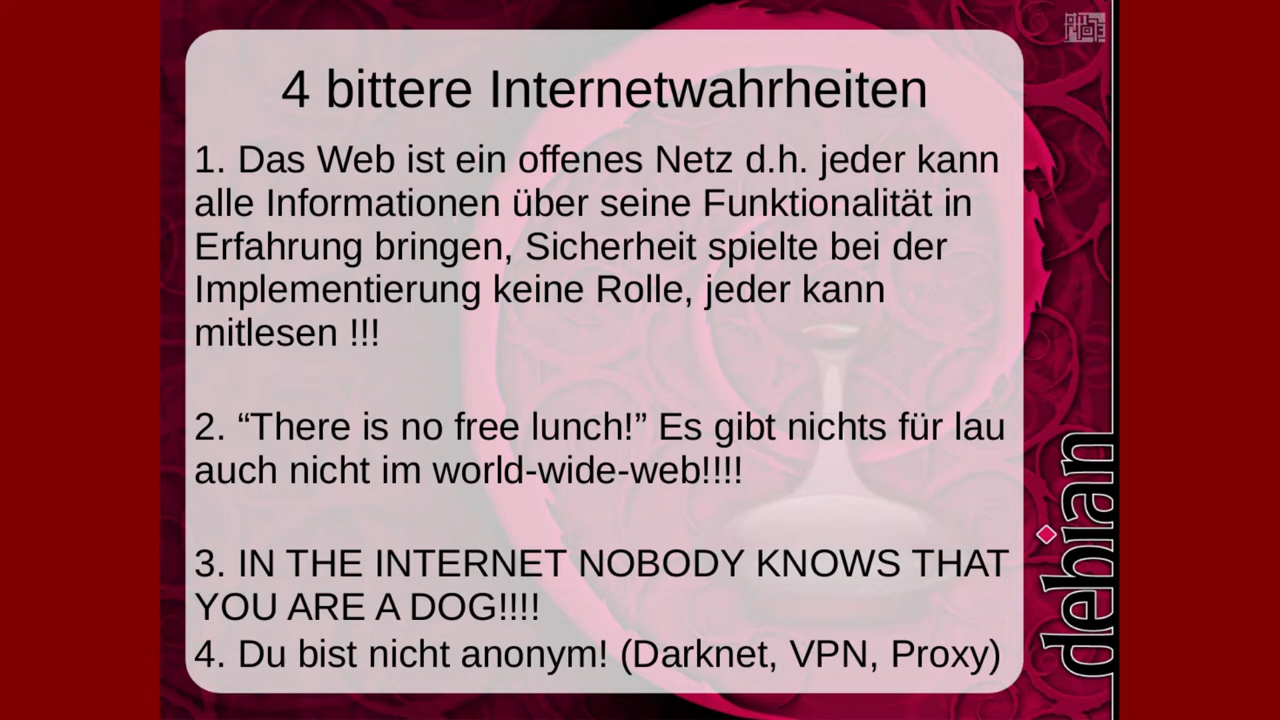 4 bittere Internetwahrheiten
1. Das Web ist ein offenes Netz d.h. jeder kann
alle Informationen über seine Funktionalität in
Erfahrung bringen, Sicherheit spielte bei der
Implementierung keine Rolle, jeder kann
mitlesen !!!
2. “There is no free lunch!” Es gibt nichts für lau
auch nicht im world-wide-web!!!!
3. IN THE INTERNET NOBODY KNOWS THAT
YOU ARE A DOG!!!!
4. Du bist nicht anonym! (Darknet, VPN, Proxy)
debian